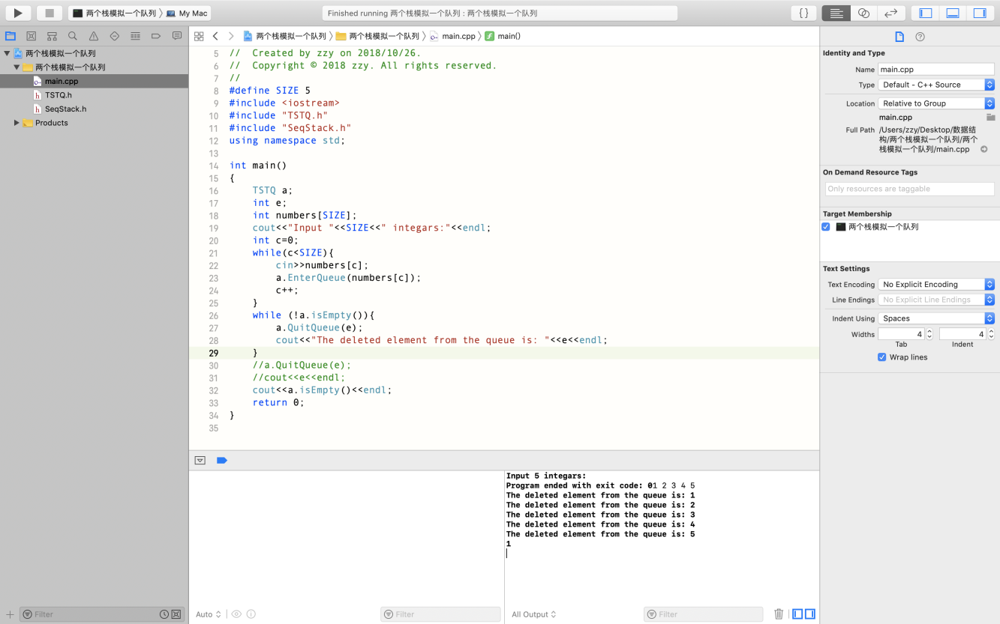 两个栈模拟一个队列 〉 My Mac
Finished running 两个栈模拟一个队列 : 两个栈模拟一个队列
{ }
两个栈模拟一个队列 〉 两个栈模拟一个队列 〉 main.cpp 〉 main()
两个栈模拟一个队列
两个栈模拟一个队列
main.cpp
TSTQ.h
SeqStack.h
Products
Filter
5 //  Created by zzy on 2018/10/26.
6 //  Copyright © 2018 zzy. All rights reserved.
7 //
8 #define SIZE 5
9 #include <iostream>
10 #include "TSTQ.h"
11 #include "SeqStack.h"
12 using namespace std;
13
14 int main()
15 {
16     TSTQ a;
17     int e;
18     int numbers[SIZE];
19     cout<<"Input "<<SIZE<<" integars:"<<endl;
20     int c=0;
21     while(c<SIZE){
22         cin>>numbers[c];
23         a.EnterQueue(numbers[c]);
24         c++;
25     }
26     while (!a.isEmpty()){
27         a.QuitQueue(e);
28         cout<<"The deleted element from the queue is: "<<e<<endl;
29     }
30     //a.QuitQueue(e);
31     //cout<<e<<endl;
32     cout<<a.isEmpty()<<endl;
33     return 0;
34 }
35
Auto
Filter
Input 5 integars:
Program ended with exit code: 01 2 3 4 5
The deleted element from the queue is: 1
The deleted element from the queue is: 2
The deleted element from the queue is: 3
The deleted element from the queue is: 4
The deleted element from the queue is: 5
1
All Output
Filter
Identity and Type
Name main.cpp
Type Default - C++ Source
Location Relative to Group
main.cpp
Full Path /Users/zzy/Desktop/数据结
构/两个栈模拟一个队列/两个
栈模拟一个队列/main.cpp
On Demand Resource Tags
Only resources are taggable
Target Membership
两个栈模拟一个队列
Text Settings
Text Encoding No Explicit Encoding
Line Endings No Explicit Line Endings
Indent Using Spaces
Widths 4 4
Tab Indent
Wrap lines